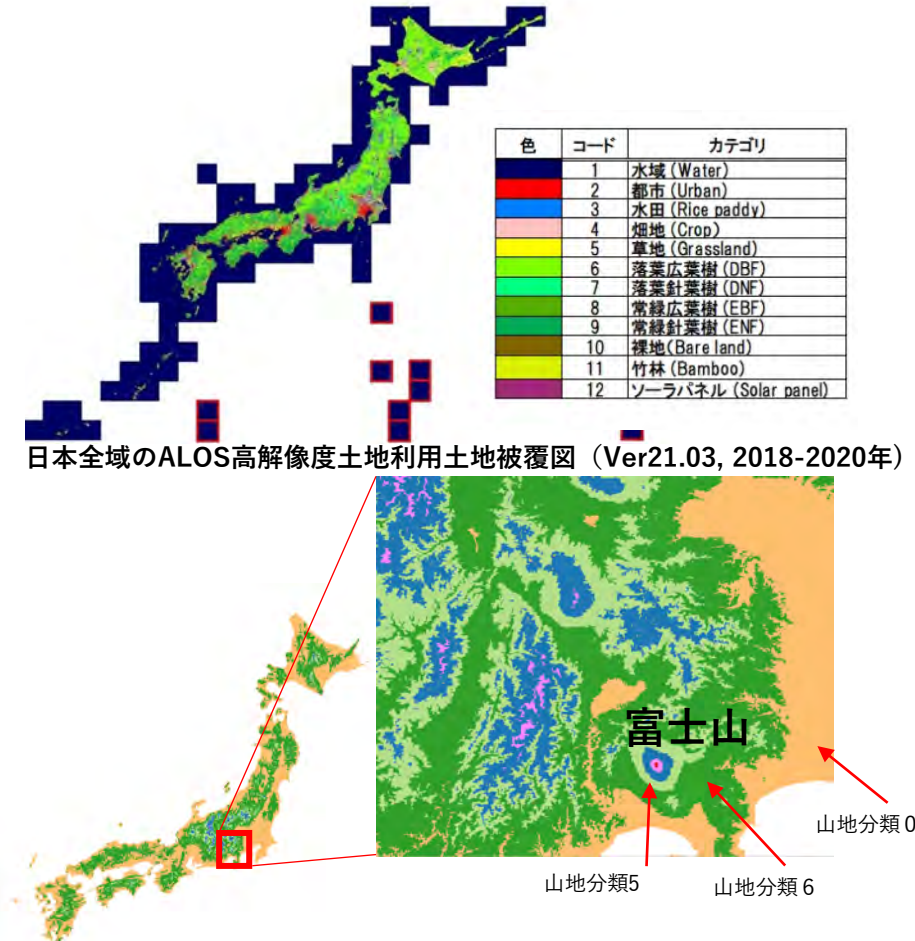 色 コード カテゴリ
1 水域 (Water)
2 都市 (Urban)
3 水田 (Rice paddy)
4 畑地 (Crop)
5 草地 (Grassland)
6 落葉広葉樹 (DBF)
7 落葉針葉樹 (DNF)
8 常緑広葉樹 (EBF)
9 常緑針葉樹 (ENF)
10 裸地(Bare land)
11 竹林 (Bamboo)
12 ソーラパネル (Solar panel)
日本全域のALOS高解像度土地利用土地被覆図（Ver21.03, 2018-2020年）
富士山
山地分類0
山地分類5
山地分類6